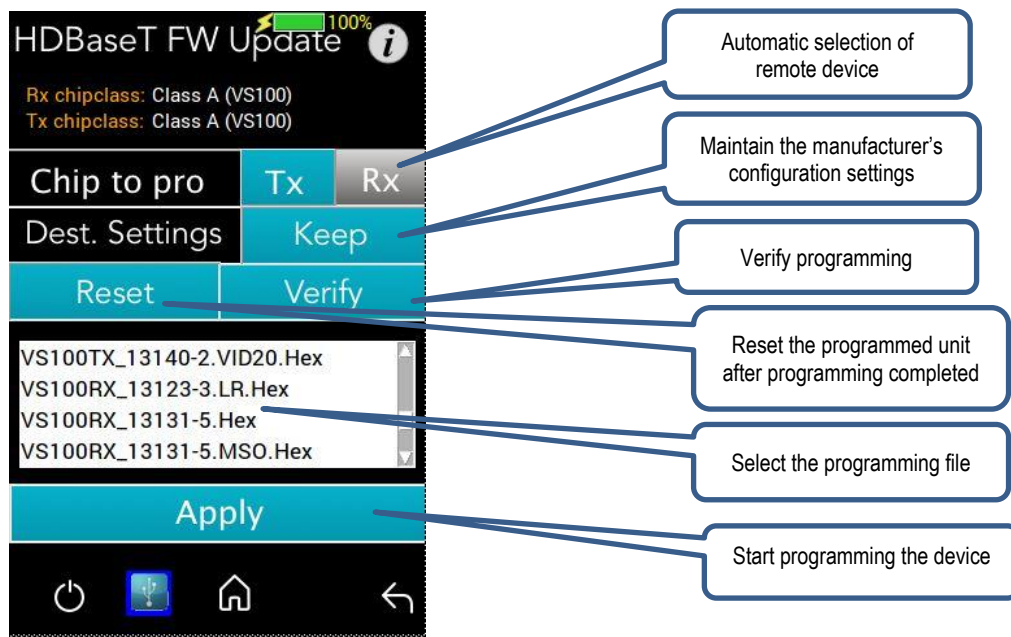 100%
HDBaseT FW Update
i
Rx chipclass: Class A (VS100)
Tx chipclass: Class A (VS100)
Chip to pro Tx Rx
Dest. Settings Keep
Reset Verify
VS100TX_13140-2.VID20.Hex
VS100RX_13123-3.LR.Hex
VS100RX_13131-5.Hex
VS100RX_13131-5.MSO.Hex
Apply
Automatic selection of
remote device
Maintain the manufacturer's
configuration settings
Verify programming
Reset the programmed unit
after programming completed
Select the programming file
Start programming the device